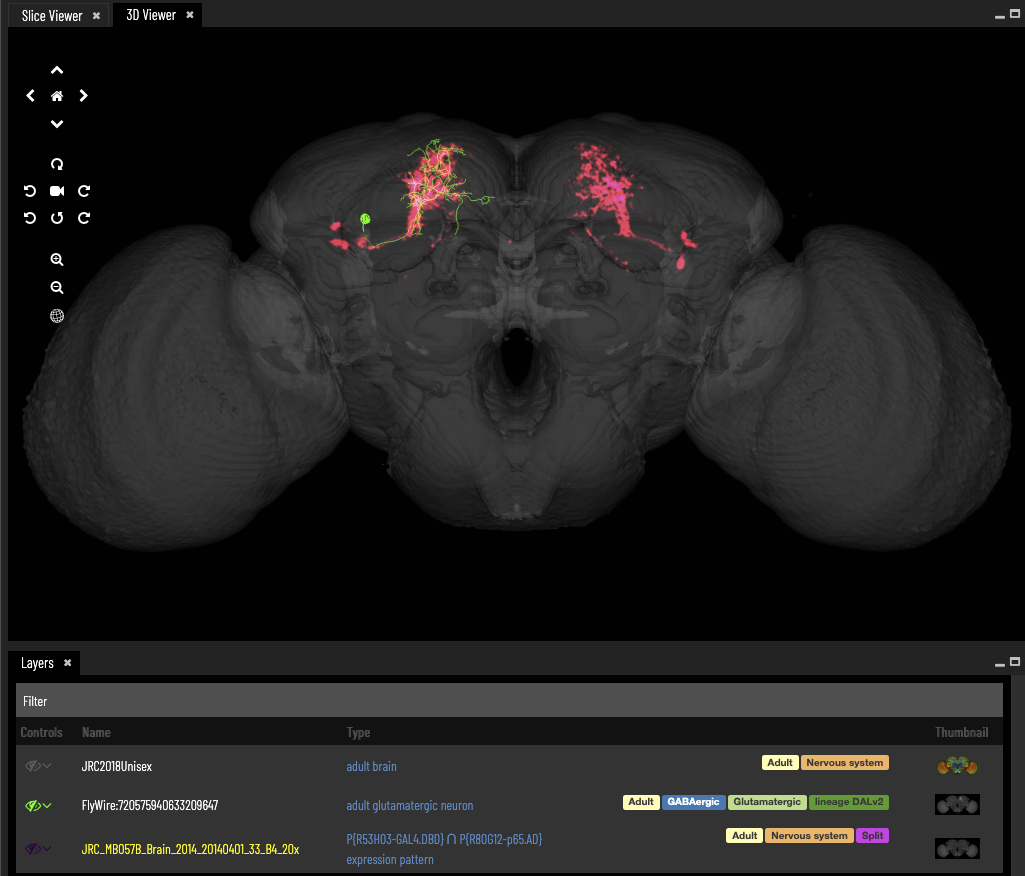 Slice Viewer
3D Viewer
Layers
Filter
Controls Name Type Thumbnail
JRC2018Unisex adult brain Adult Nervous system
FlyWire:720575940633209647 adult glutamatergic neuron Adult GABAergic Glutamatergic lineage DALv2
JRC_MB057B_Brain_2014_20140401_33_B4_20x P{R53H03-GAL4.DBD} ∩ P{R80G12-p65.AD} Adult Nervous system Split
expression pattern